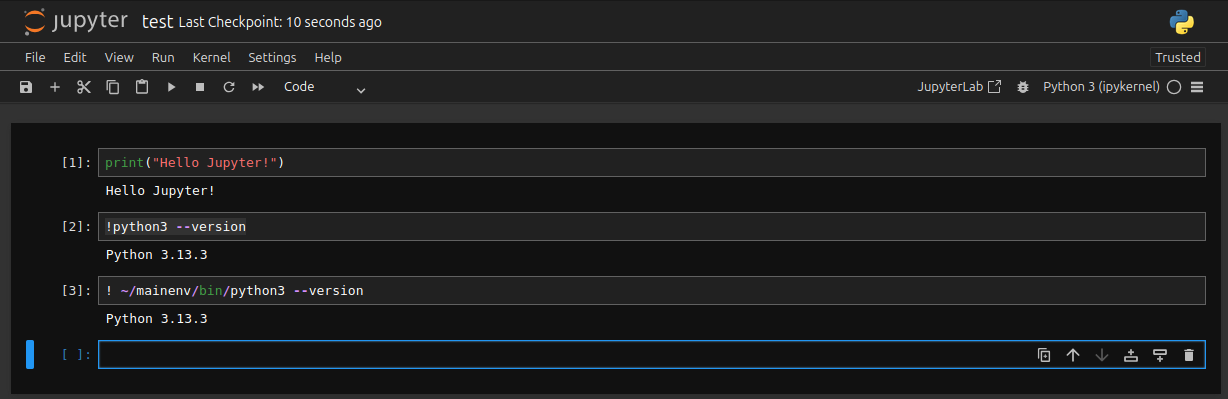 jupyter test Last Checkpoint: 10 seconds ago
File Edit View Run Kernel Settings Help Trusted
Code JupyterLab Python 3 (ipykernel)
[1]: print("Hello Jupyter!")
Hello Jupyter!
[2]: !python3 --version
Python 3.13.3
[3]: ! ~/mainenv/bin/python3 --version
Python 3.13.3
[ ]: